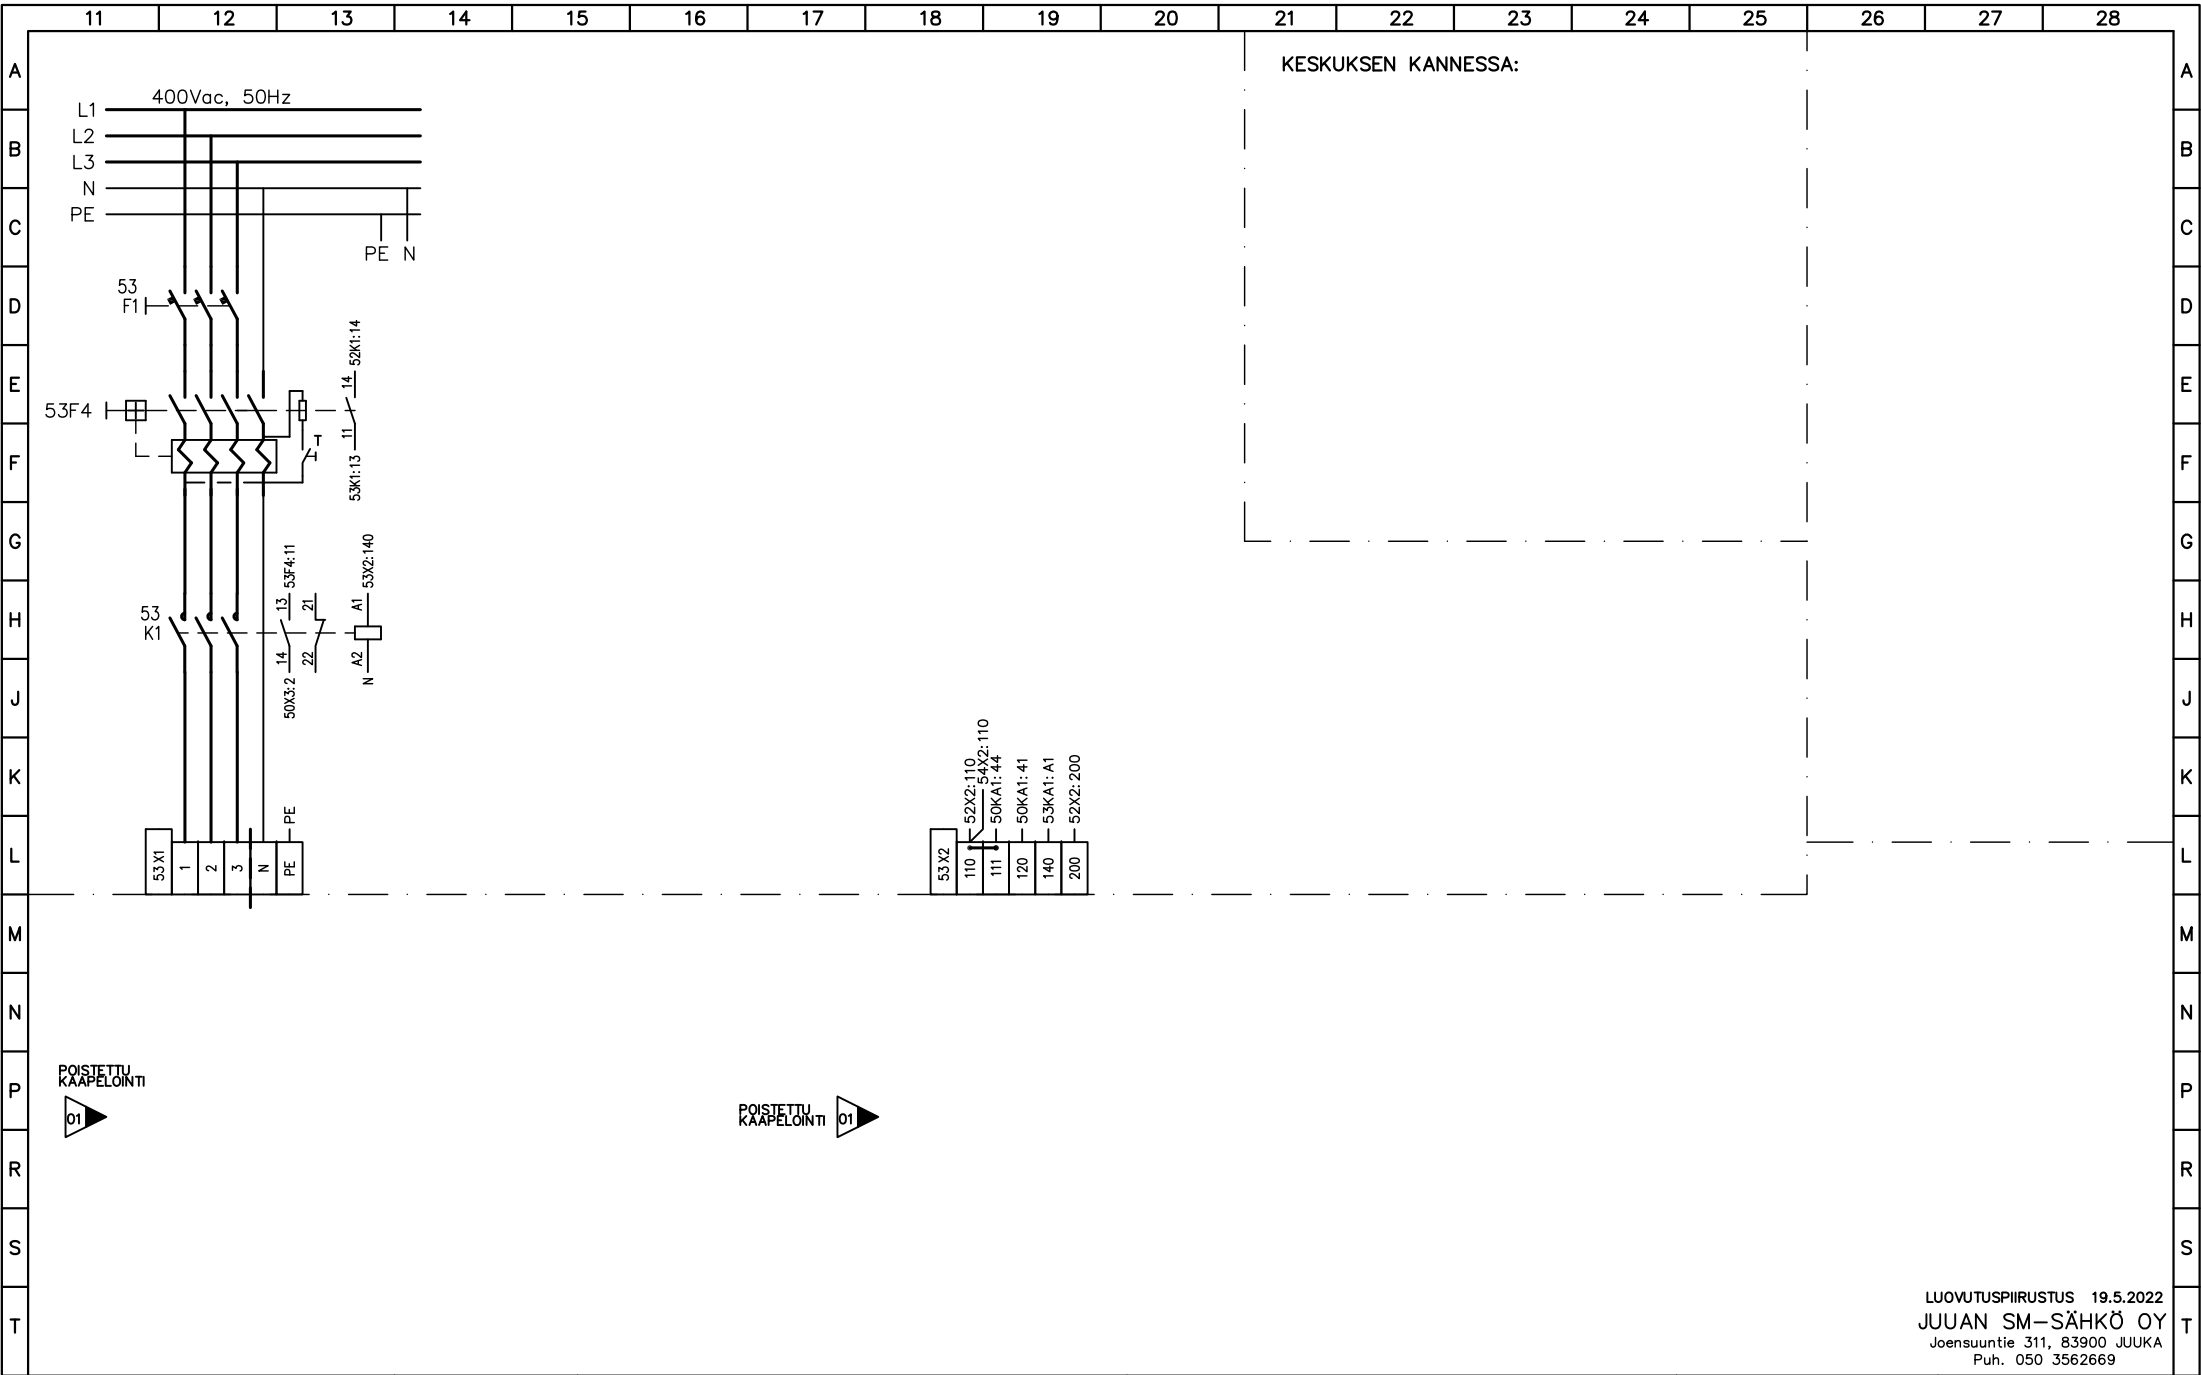 11 12 13 14 15 16 17 18 19 20 21 22 23 24 25 26 27 28
A A
KESKUKSEN KANNESSA:
400Vac, 50Hz
L1
L2
B B
L3
N
PE
C C
PE N
53
F1
D D
52K1:14
14
E E
53F4
11
T
53K1:13
F F
G G
53F4:11
53X2:140
13
21
A1
53
K1
H H
14
22
A2
50X3:2
N
J J
52X2:110
54X2:110
50KA1:44
50KA1:41
53KA1:A1
52X2:200
K K
PE
L L
53X1 1 2 3 N PE
53X2 110 111 120 140 200
M M
N N
POISTETTU
KAAPELOINTI
01
P P
POISTETTU
KAAPELOINTI
01
R R
S S
LUOVUTUSPIIRUSTUS 19.5.2022
JUUAN SM-SÄHKÖ OY
T T
Joensuuntie 311, 83900 JUUKA
Puh. 050 3562669